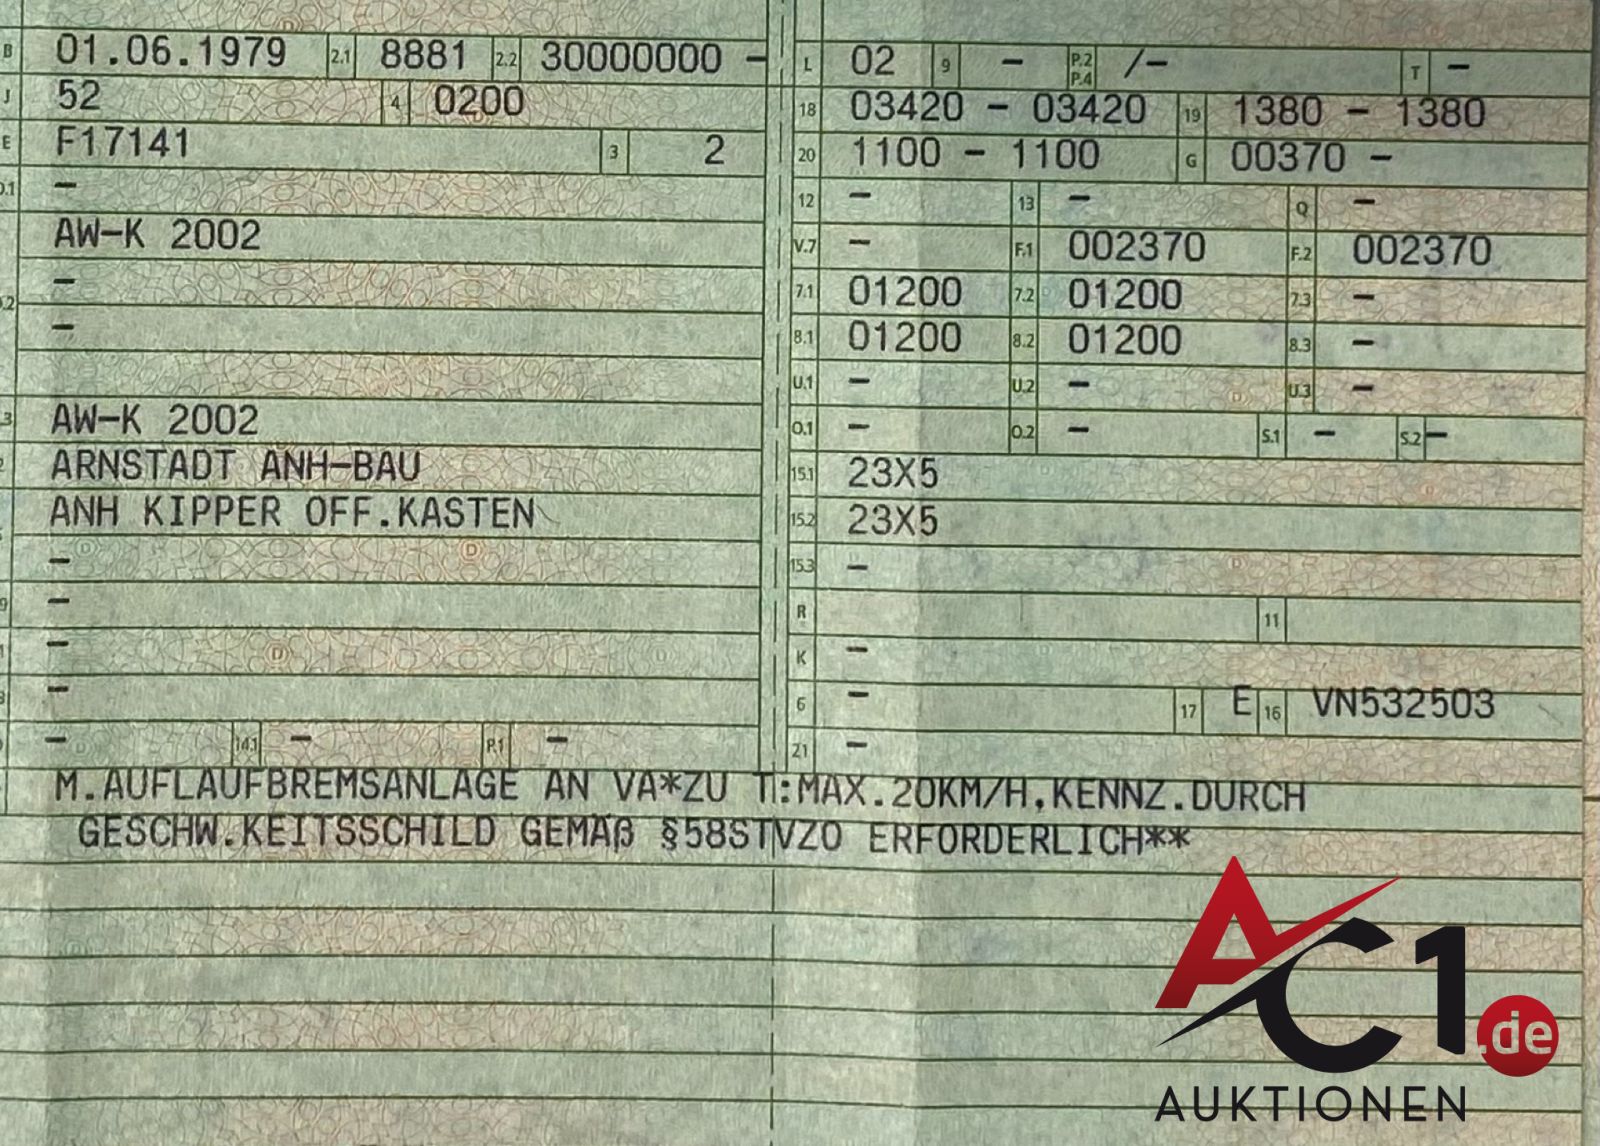 B 01.06.1979 2.1 8881 2.2 30000000 –
J 52 4 0200
E F17141 3 2
D.1 –
AW–K 2002
–
D.2 –
AW–K 2002
ARNSTADT ANH–BAU
ANH KIPPER OFF.KASTEN
–
9 –
–
–
– 14.1 – P.1 –
L 02 9 – P.2 P.4 /– T –
18 03420 – 03420 19 1380 – 1380
20 1100 – 1100 G 00370 –
12 – 13 – Q –
V.7 – F.1 002370 F.2 002370
7.1 01200 7.2 01200 7.3 –
8.1 01200 8.2 01200 8.3 –
U.1 – U.2 – U.3 –
O.1 – O.2 – S.1 – S.2 –
15.1 23X5
15.2 23X5
15.3 –
R 11
K –
6 – 17 E 16 VN532503
21 –
M.AUFLAUFBREMSANLAGE AN VA*ZU T:MAX.20KM/H,KENNZ.DURCH
GESCHW.KEITSSCHILD GEMÄß §58STVZO ERFORDERLICH**
AC1.de
AUKTIONEN